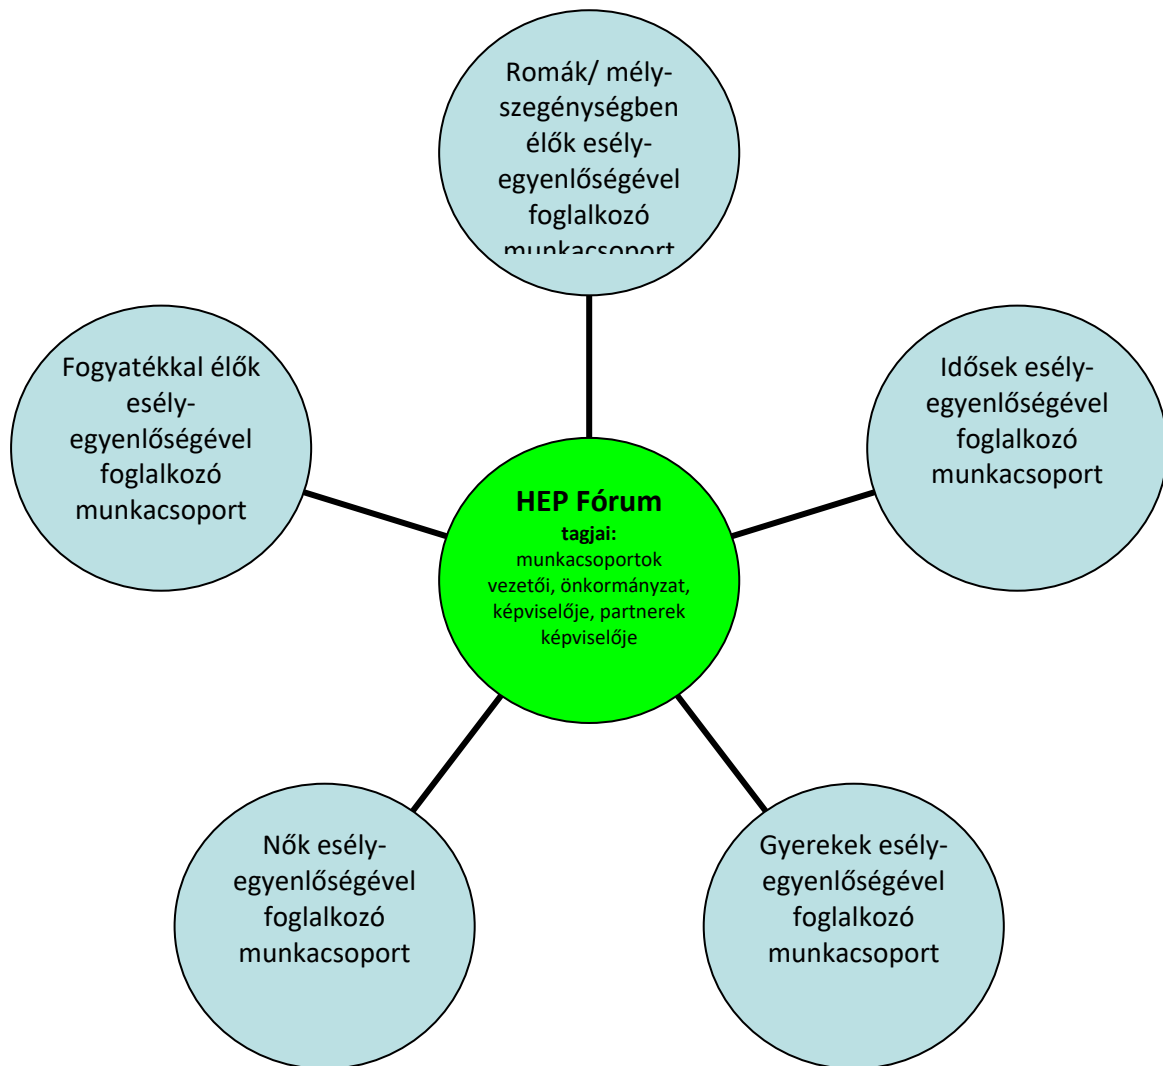 Romák/ mély-
szegénységben
élők esély-
egyenlőségével
foglalkozó
munkacsoport
Fogyatékkal élők
esély-
egyenlőségével
foglalkozó
munkacsoport
Idősek esély-
egyenlőségével
foglalkozó
munkacsoport
HEP Fórum
tagjai:
munkacsoportok
vezetői, önkormányzat,
képviselője, partnerek
képviselője
Nők esély-
egyenlőségével
foglalkozó
munkacsoport
Gyerekek esély-
egyenlőségével
foglalkozó
munkacsoport